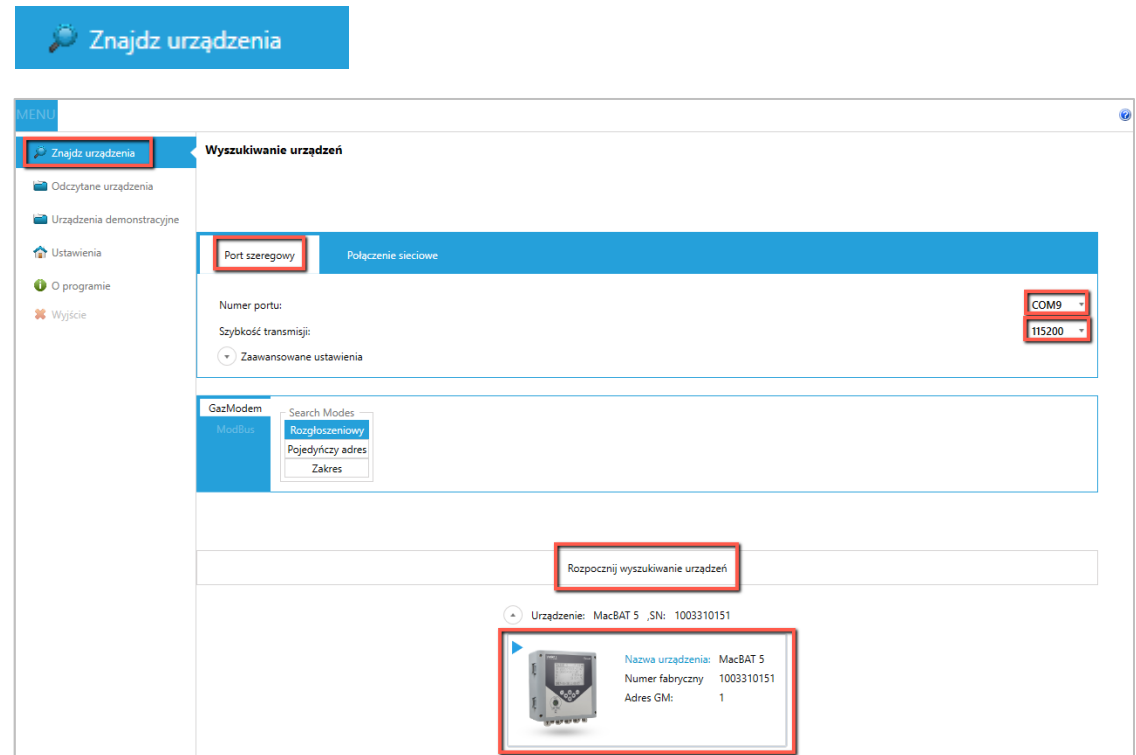 Znajdz urządzenia
MENU
Znajdz urządzenia
Wyszukiwanie urządzeń
Odczytane urządzenia
Urządzenia demonstracyjne
Ustawienia
O programie
Wyjście
Port szeregowy
Połączenie sieciowe
Numer portu:
COM9
Szybkość transmisji:
115200
Zaawansowane ustawienia
GazModem
ModBus
Search Modes
Rozgłoszeniowy
Pojedyńczy adres
Zakres
Rozpocznij wyszukiwanie urządzeń
Urządzenie: MacBAT 5 ,SN: 1003310151
Nazwa urządzenia: MacBAT 5
Numer fabryczny 1003310151
Adres GM: 1